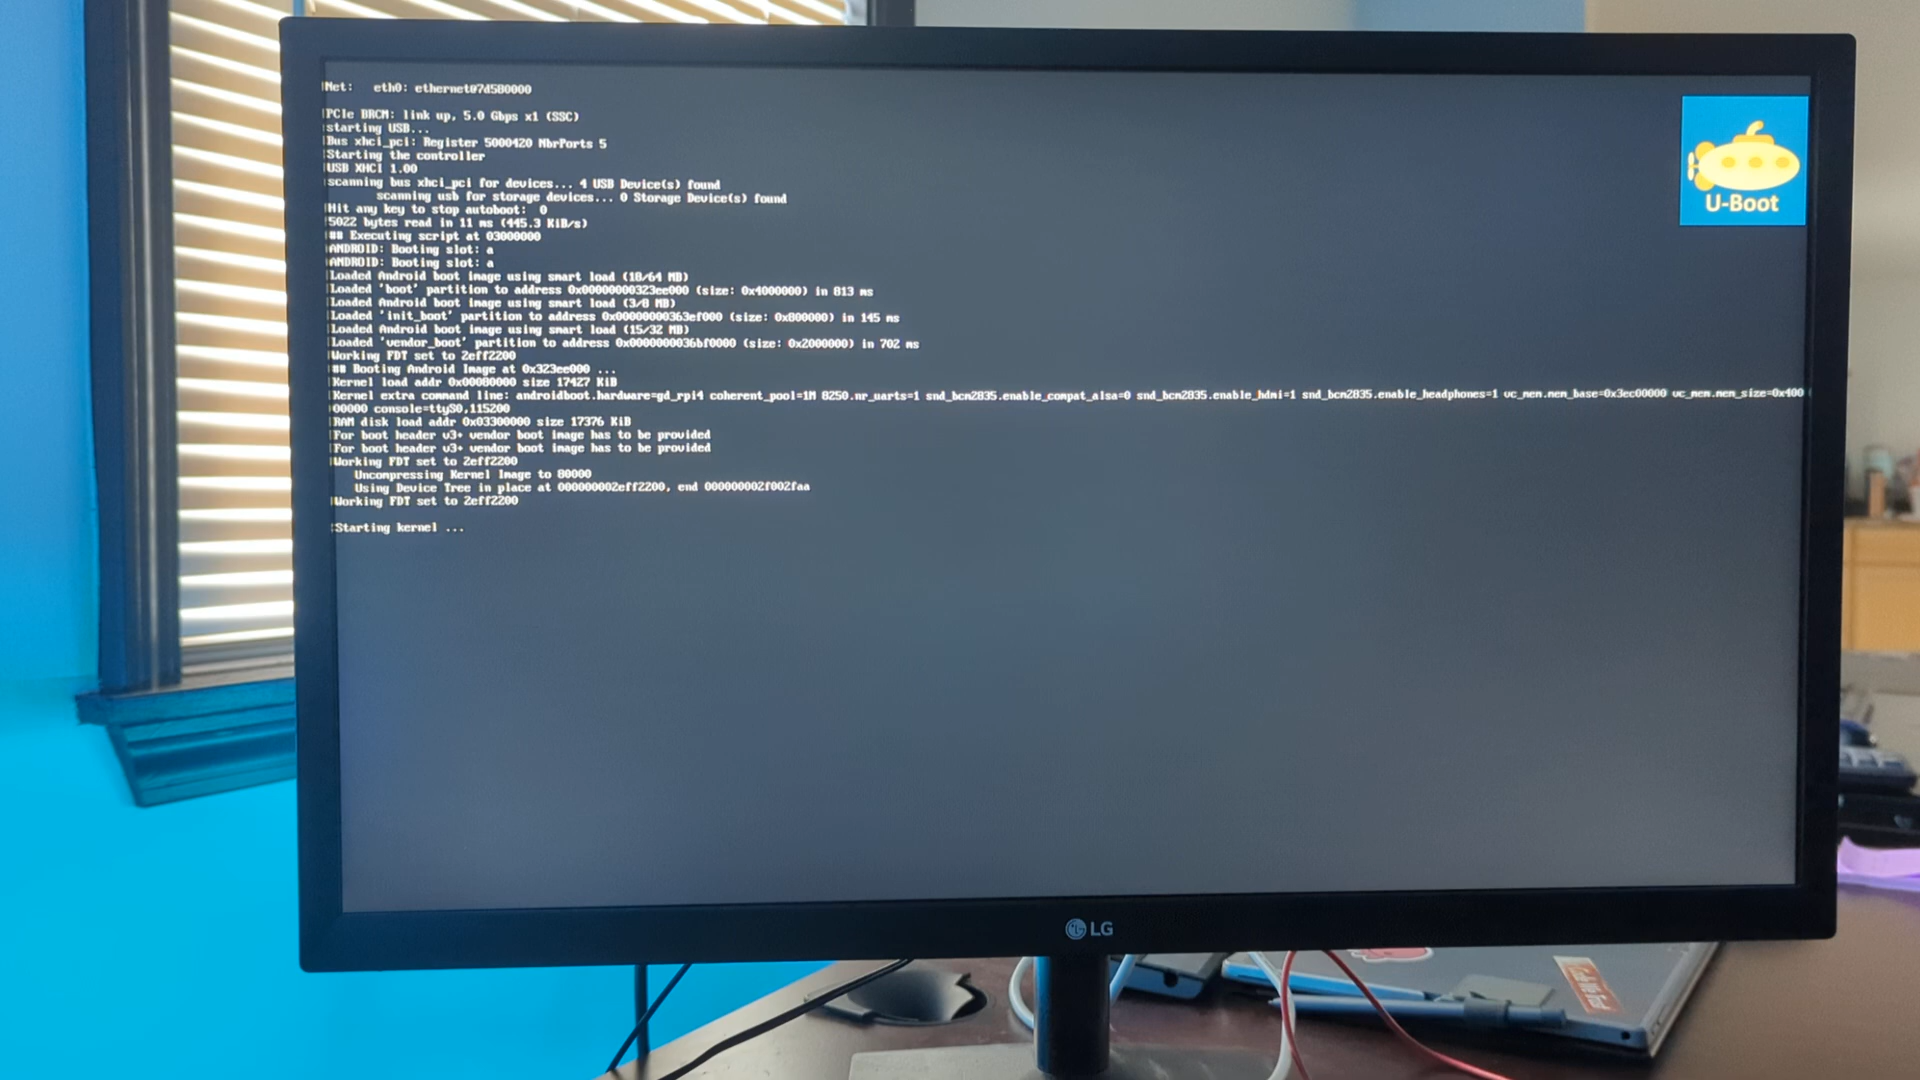 Net:   eth0: ethernet@7d580000
PCIe BRCM: link up, 5.0 Gbps x1 (SSC)
starting USB...
Bus xhci_pci: Register 5000420 NbrPorts 5
Starting the controller
USB XHCI 1.00
scanning bus xhci_pci for devices... 4 USB Device(s) found
       scanning usb for storage devices... 0 Storage Device(s) found
Hit any key to stop autoboot:  0
5022 bytes read in 11 ms (445.3 KiB/s)
## Executing script at 03000000
ANDROID: Booting slot: a
ANDROID: Booting slot: a
Loaded Android boot image using smart load (18/64 MB)
Loaded 'boot' partition to address 0x00000000323ee000 (size: 0x4000000) in 813 ms
Loaded Android boot image using smart load (3/8 MB)
Loaded 'init_boot' partition to address 0x00000000363ef000 (size: 0x800000) in 145 ms
Loaded Android boot image using smart load (15/32 MB)
Loaded 'vendor_boot' partition to address 0x0000000036bf0000 (size: 0x2000000) in 702 ms
Working FDT set to 2eff2200
## Booting Android Image at 0x323ee000 ...
Kernel load addr 0x00080000 size 17427 KiB
Kernel extra command line: androidboot.hardware=gd_rpi4 coherent_pool=1M 8250.nr_uarts=1 snd_bcm2835.enable_compat_alsa=0 snd_bcm2835.enable_hdmi=1 snd_bcm2835.enable_headphones=1 vc_mem.mem_base=0x3ec00000 vc_mem.mem_size=0x400
00000 console=ttyS0,115200
RAM disk load addr 0x03300000 size 17376 KiB
For boot header v3+ vendor boot image has to be provided
For boot header v3+ vendor boot image has to be provided
Working FDT set to 2eff2200
   Uncompressing Kernel Image to 80000
   Using Device Tree in place at 000000002eff2200, end 000000002f002faa
Working FDT set to 2eff2200
Starting kernel ...
U-Boot
LG